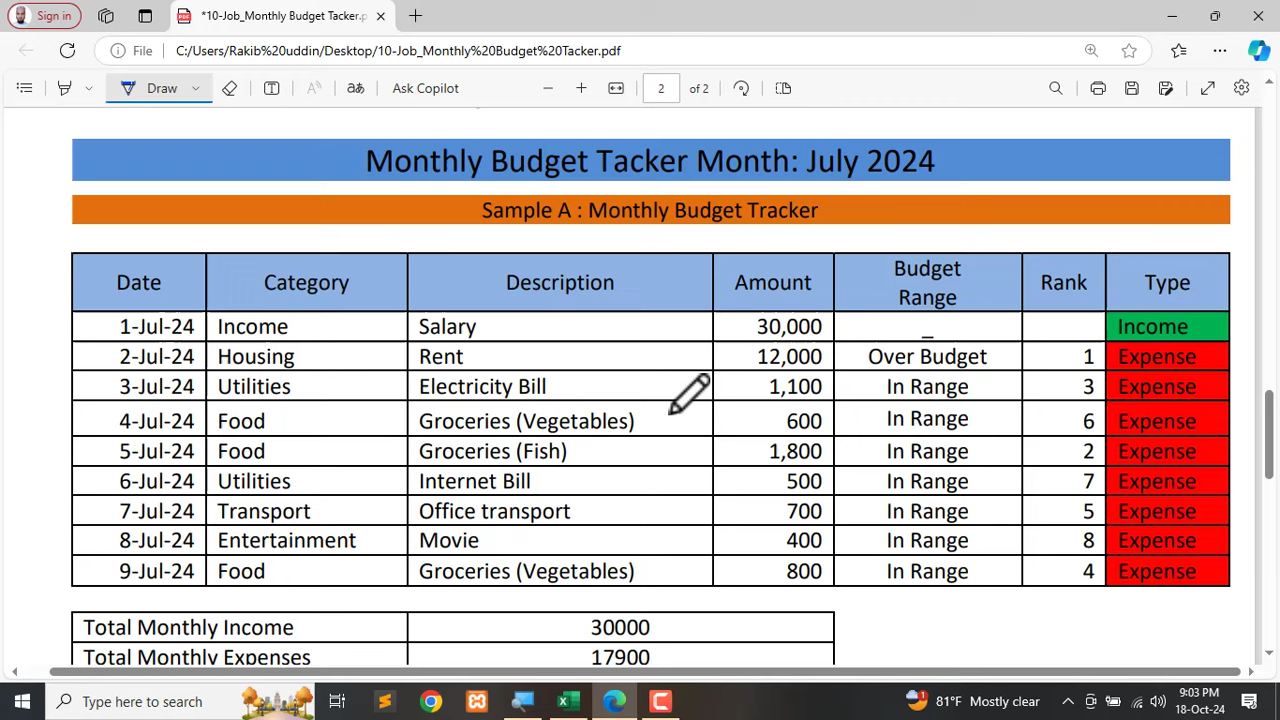 Sign in
*10-Job_Monthly Budget Tacker.p
File
C:/Users/Rakib%20uddin/Desktop/10-Job_Monthly%20Budget%20Tacker.pdf
Draw
Ask Copilot
2 of 2
Monthly Budget Tacker Month: July 2024
Sample A : Monthly Budget Tracker
Date Category Description Amount Budget Range Rank Type
1-Jul-24 Income Salary 30,000 _ Income
2-Jul-24 Housing Rent 12,000 Over Budget 1 Expense
3-Jul-24 Utilities Electricity Bill 1,100 In Range 3 Expense
4-Jul-24 Food Groceries (Vegetables) 600 In Range 6 Expense
5-Jul-24 Food Groceries (Fish) 1,800 In Range 2 Expense
6-Jul-24 Utilities Internet Bill 500 In Range 7 Expense
7-Jul-24 Transport Office transport 700 In Range 5 Expense
8-Jul-24 Entertainment Movie 400 In Range 8 Expense
9-Jul-24 Food Groceries (Vegetables) 800 In Range 4 Expense
Total Monthly Income 30000
Total Monthly Expenses 17900
Type here to search
81°F Mostly clear
9:03 PM
18-Oct-24